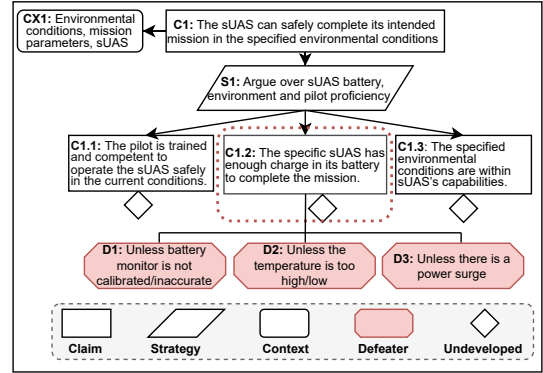 CX1: Environmental
conditions, mission
parameters, sUAS
C1: The sUAS can safely complete its intended
mission in the specified environmental conditions
S1: Argue over sUAS battery,
environment and pilot proficiency
C1.1: The pilot is trained
and competent to
operate the sUAS safely
in the current conditions.
C1.2: The specific sUAS has
enough charge in its battery
to complete the mission.
C1.3: The specified
environmental
conditions are within
sUAS's capabilities.
D1: Unless battery
monitor is not
calibrated/inaccurate
D2: Unless the
temperature is too
high/low
D3: Unless there is a
power surge
Claim
Strategy
Context
Defeater
Undeveloped